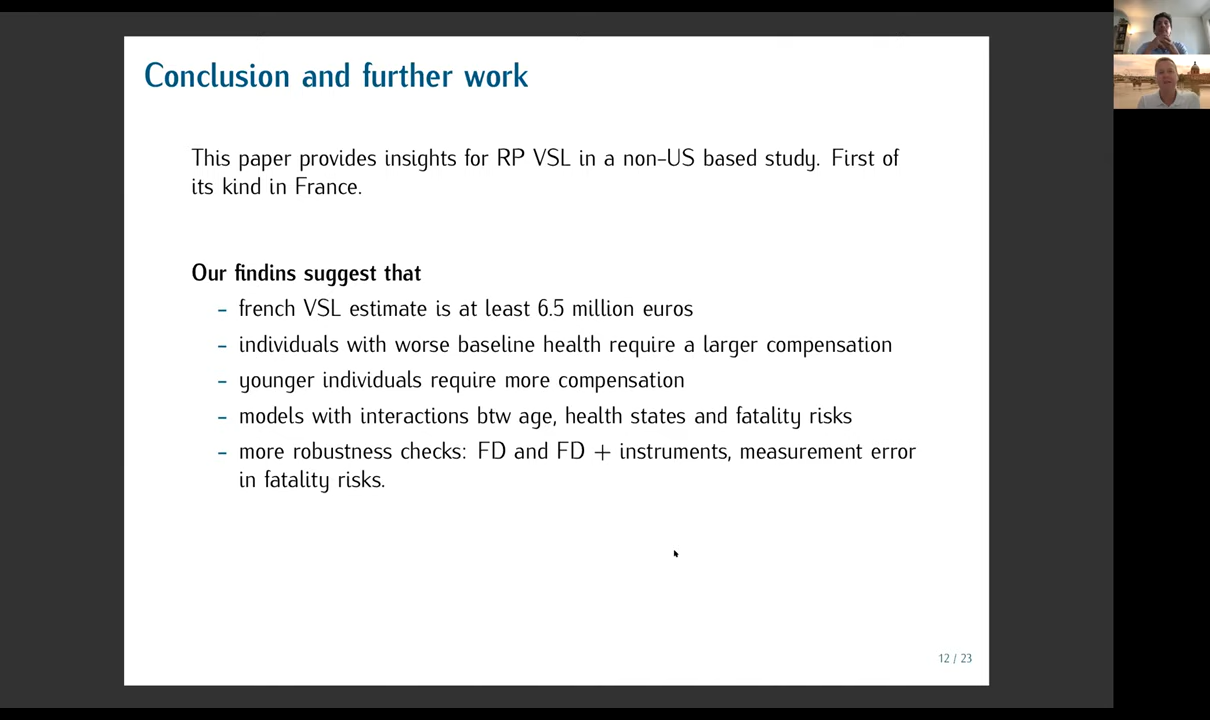 Conclusion and further work
This paper provides insights for RP VSL in a non-US based study. First of
its kind in France.
Our findins suggest that
- french VSL estimate is at least 6.5 million euros
- individuals with worse baseline health require a larger compensation
- younger individuals require more compensation
- models with interactions btw age, health states and fatality risks
- more robustness checks: FD and FD + instruments, measurement error
in fatality risks.
12 / 23